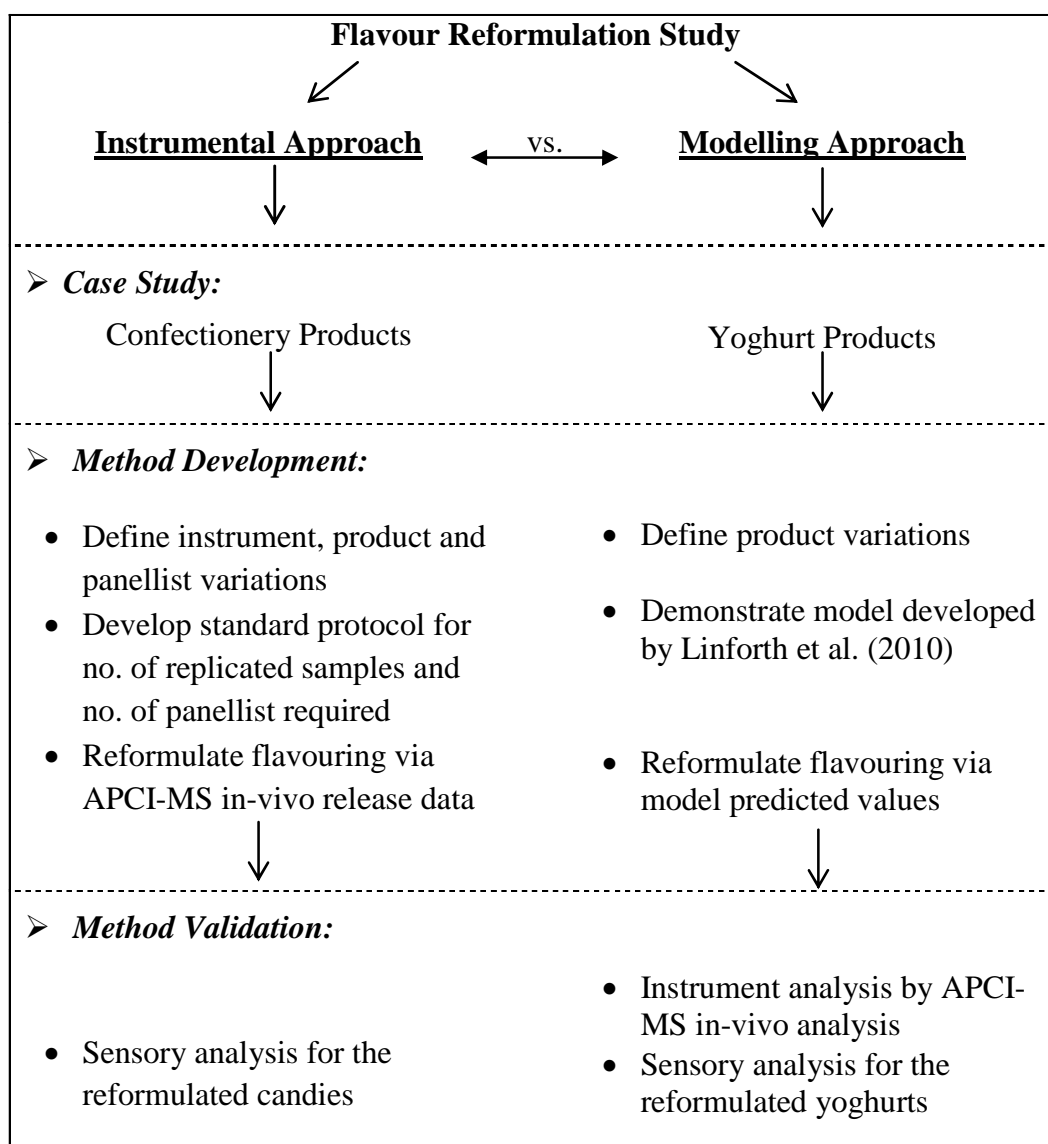 Flavour Reformulation Study
Instrumental Approach
vs.
Modelling Approach
➢ Case Study:
Confectionery Products
Yoghurt Products
➢ Method Development:
• Define instrument, product and
panellist variations
• Develop standard protocol for
no. of replicated samples and
no. of panellist required
• Reformulate flavouring via
APCI-MS in-vivo release data
• Define product variations
• Demonstrate model developed
by Linforth et al. (2010)
• Reformulate flavouring via
model predicted values
➢ Method Validation:
• Sensory analysis for the
reformulated candies
• Instrument analysis by APCI-
MS in-vivo analysis
• Sensory analysis for the
reformulated yoghurts